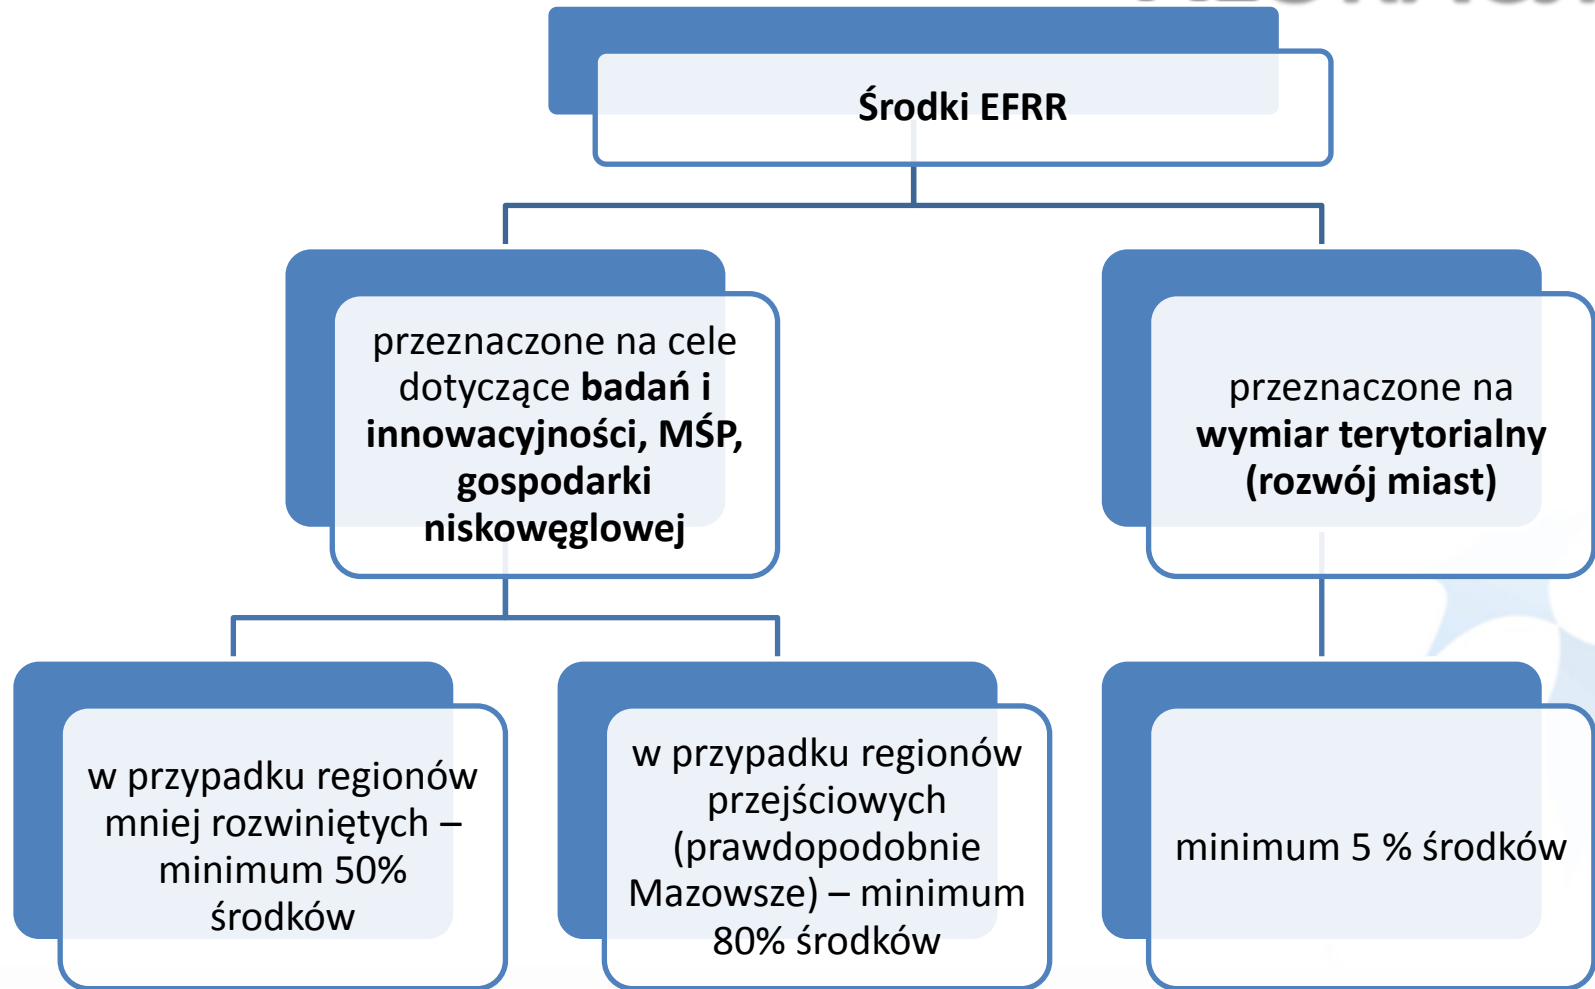 Środki EFRR
przeznaczone na cele
dotyczące badań i
innowacyjności, MŚP,
gospodarki
niskowęglowej
przeznaczone na
wymiar terytorialny
(rozwój miast)
w przypadku regionów
mniej rozwiniętych –
minimum 50%
środków
w przypadku regionów
przejściowych
(prawdopodobnie
Mazowsze) – minimum
80% środków
minimum 5 % środków